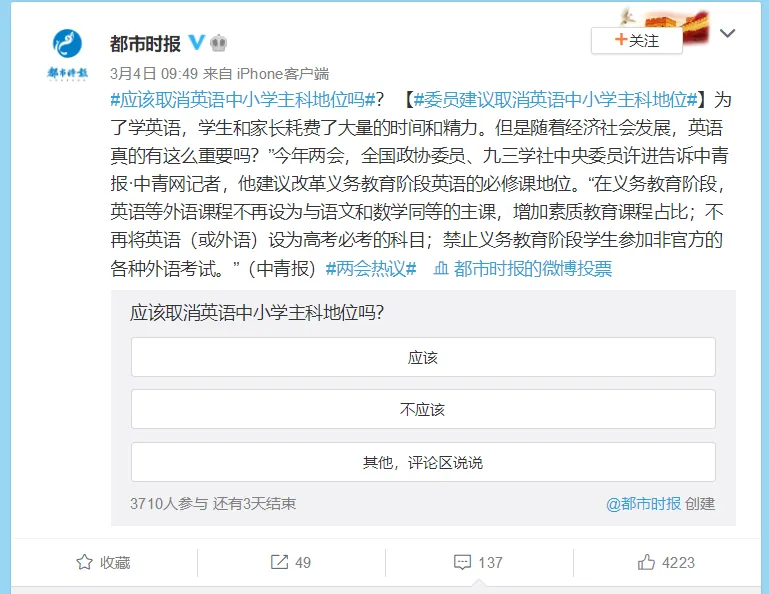 都市时报
+关注
3月4日 09:49 来自 iPhone客户端
都市时报
#应该取消英语中小学主科地位吗#? 【#委员建议取消英语中小学主科地位#】为
了学英语，学生和家长耗费了大量的时间和精力。但是随着经济社会发展，英语
真的有这么重要吗？”今年两会，全国政协委员、九三学社中央委员许进告诉中青
报·中青网记者，他建议改革义务教育阶段英语的必修课地位。“在义务教育阶段，
英语等外语课程不再设为与语文和数学同等的主课，增加素质教育课程占比；不
再将英语（或外语）设为高考必考的科目；禁止义务教育阶段学生参加非官方的
各种外语考试。”（中青报）#两会热议# 都市时报的微博投票
应该取消英语中小学主科地位吗？
应该
不应该
其他，评论区说说
3710人参与 还有3天结束
@都市时报 创建
收藏
49
137
4223